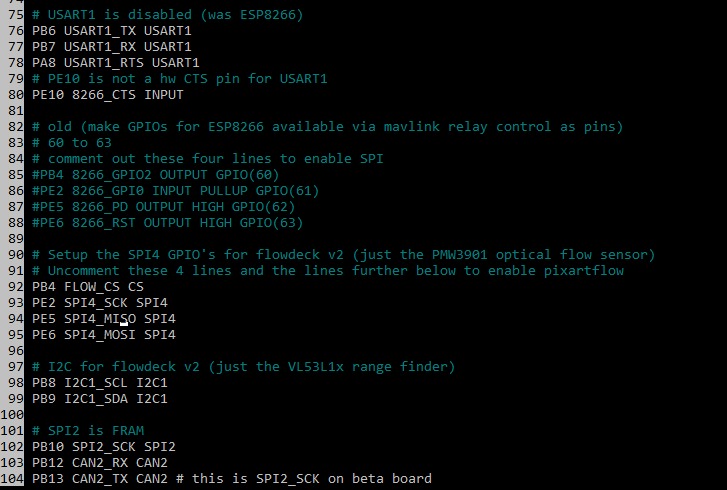 75 # USART1 is disabled (was ESP8266)
76 PB6 USART1_TX USART1
77 PB7 USART1_RX USART1
78 PA8 USART1_RTS USART1
79 # PE10 is not a hw CTS pin for USART1
80 PE10 8266_CTS INPUT
81
82 # old (make GPIOs for ESP8266 available via mavlink relay control as pins)
83 # 60 to 63
84 # comment out these four lines to enable SPI
85 #PB4 8266_GPIO2 OUTPUT GPIO(60)
86 #PE2 8266_GPI0 INPUT PULLUP GPIO(61)
87 #PE5 8266_PD OUTPUT HIGH GPIO(62)
88 #PE6 8266_RST OUTPUT HIGH GPIO(63)
89
90 # Setup the SPI4 GPIO's for flowdeck v2 (just the PMW3901 optical flow sensor)
91 # Uncomment these 4 lines and the lines further below to enable pixartflow
92 PB4 FLOW_CS CS
93 PE2 SPI4_SCK SPI4
94 PE5 SPI4_MISO SPI4
95 PE6 SPI4_MOSI SPI4
96
97 # I2C for flowdeck v2 (just the VL53L1x range finder)
98 PB8 I2C1_SCL I2C1
99 PB9 I2C1_SDA I2C1
100
101 # SPI2 is FRAM
102 PB10 SPI2_SCK SPI2
103 PB12 CAN2_RX CAN2
104 PB13 CAN2_TX CAN2 # this is SPI2_SCK on beta board